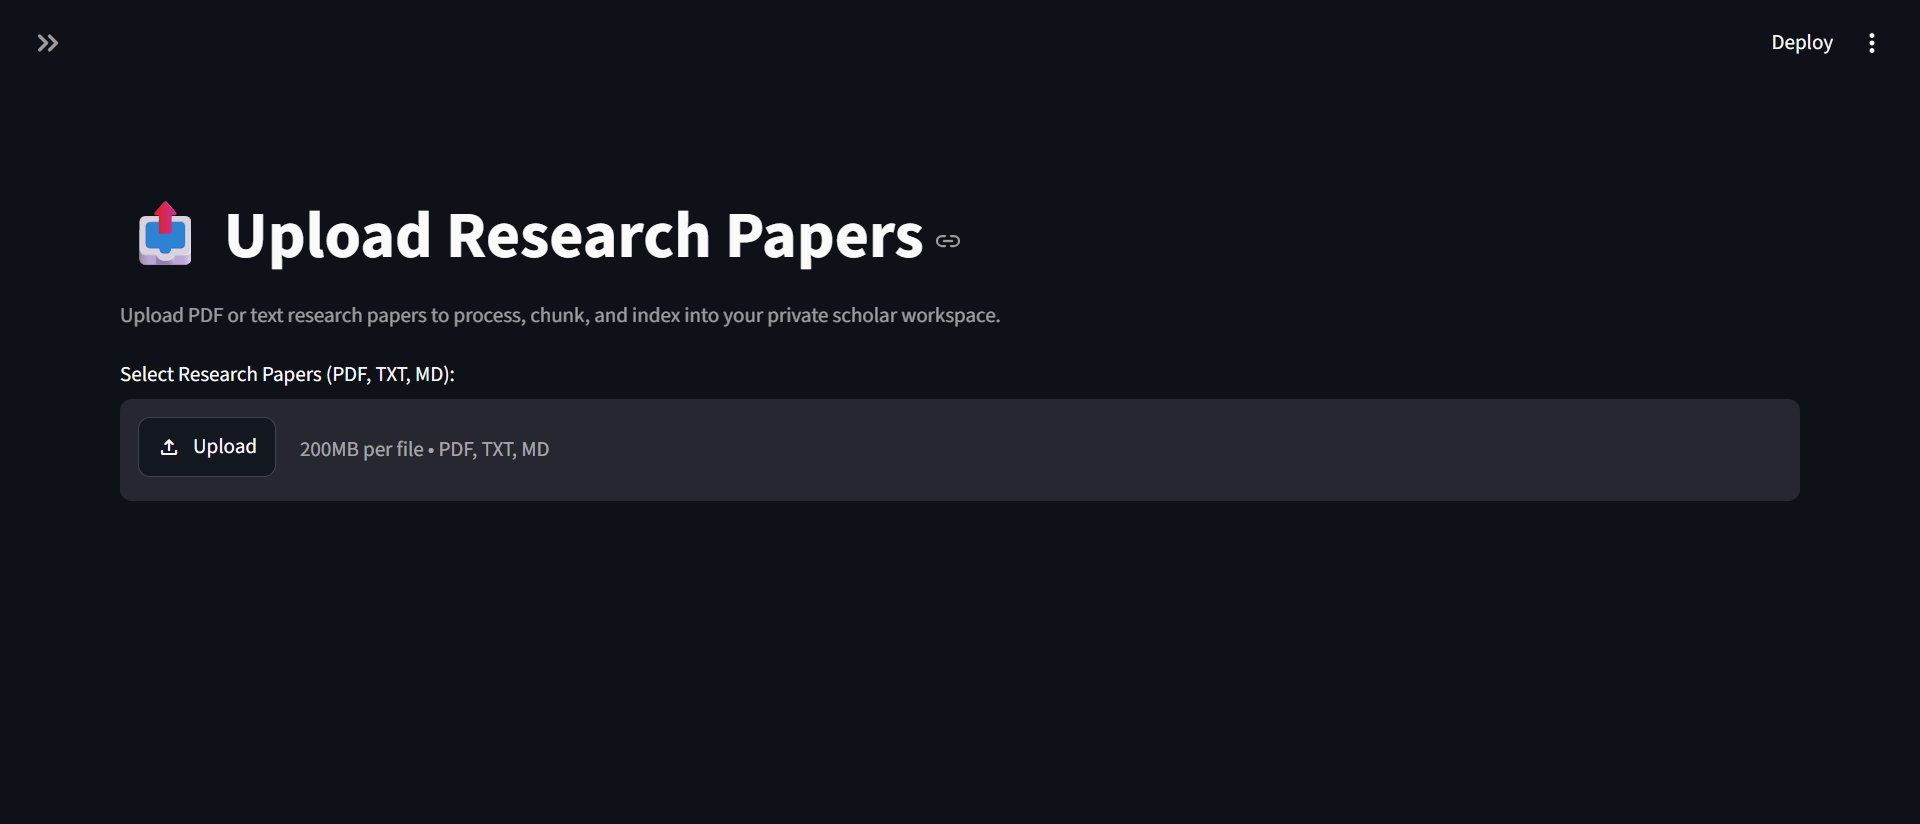 Deploy
Upload Research Papers
Upload PDF or text research papers to process, chunk, and index into your private scholar workspace.
Select Research Papers (PDF, TXT, MD):
Upload
200MB per file • PDF, TXT, MD